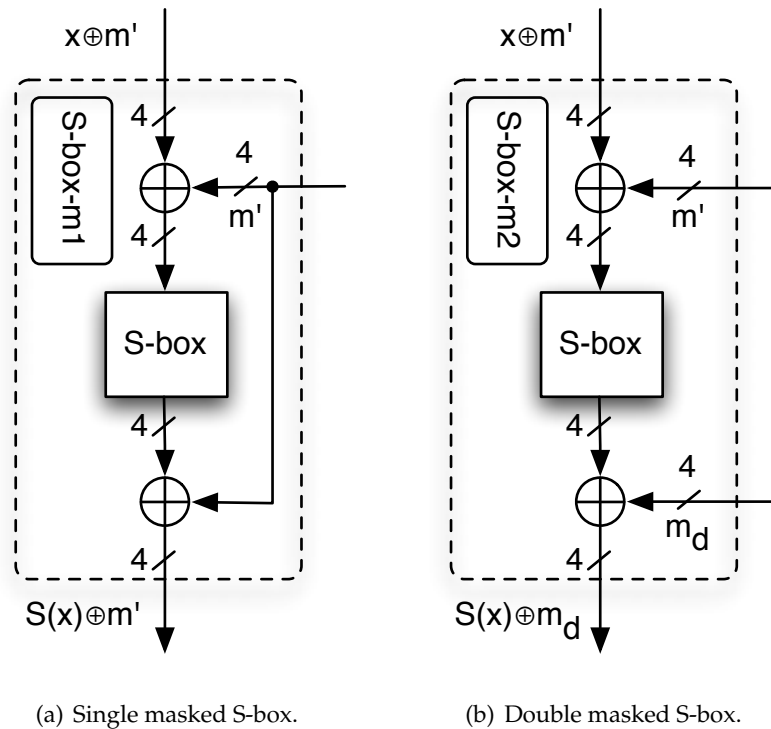 x⊕m'
4
S-box-m1
4
m'
4
S-box
4
4
S(x)⊕m'
(a) Single masked S-box.
x⊕m'
4
S-box-m2
4
m'
4
S-box
4
4
m_d
4
S(x)⊕m_d
(b) Double masked S-box.